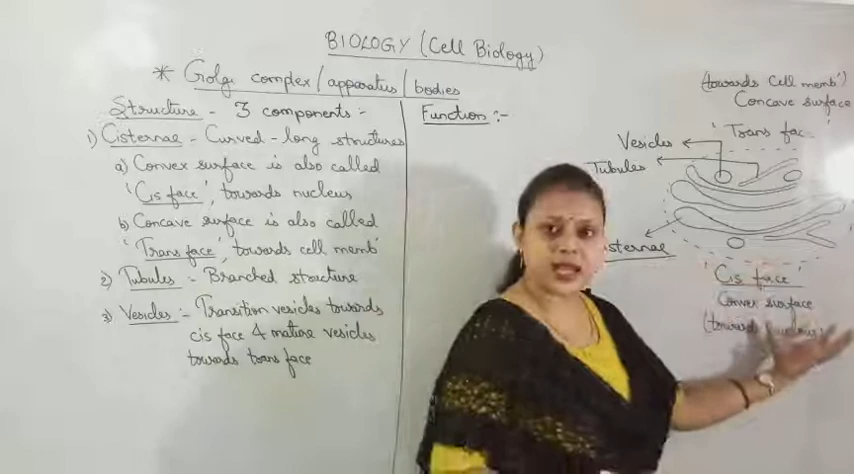 BIOLOGY (Cell Biology)
* Golgi complex / apparatus / bodies
Structure - 3 components :-
1) Cisternae - Curved - long structures
a) Convex surface is also called
'Cis face', towards nucleus
b) Concave surface is also called
'Trans face', towards cell memb'
2) Tubules - Branched structure
3) Vesicles :- Transition vesicles towards
cis face & mature vesicles
towards trans face
Function :-
(towards Cell memb')
Concave surface
'Trans fac
Vesicles
Tubules
sternae
'Cis face'
Convex surface
(towards